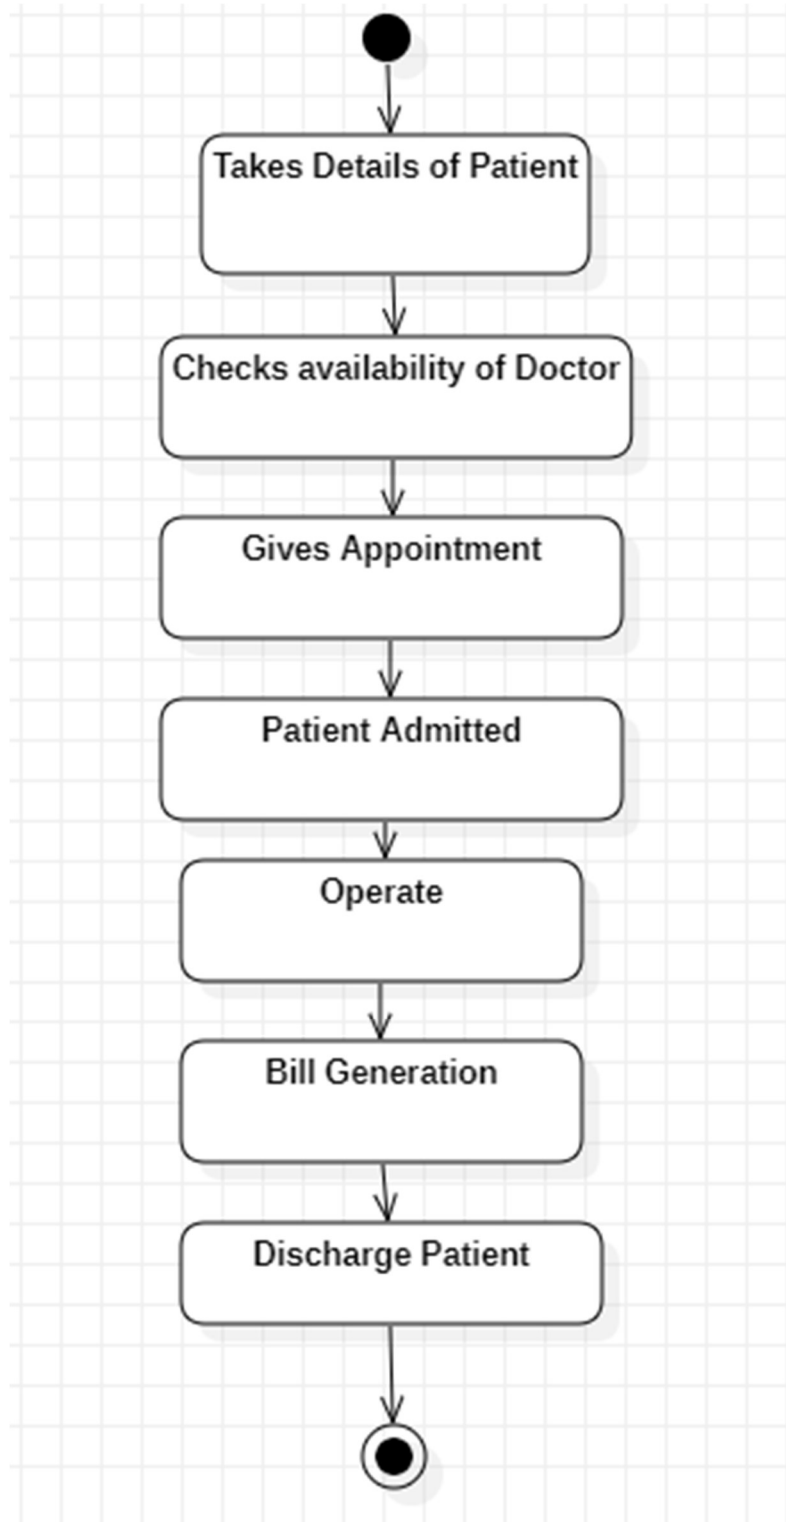 Takes Details of Patient
Checks availability of Doctor
Gives Appointment
Patient Admitted
Operate
Bill Generation
Discharge Patient